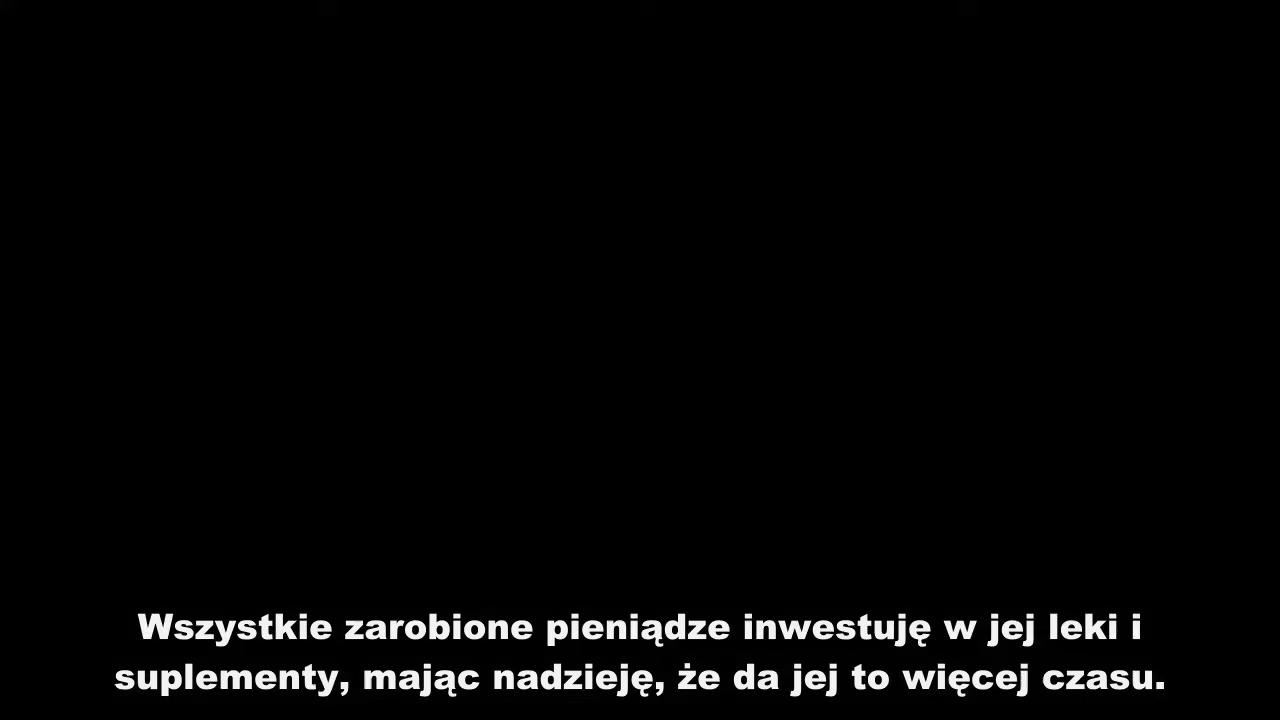 Wszystkie zarobione pieniądze inwestuję w jej leki i
suplementy, mając nadzieję, że da jej to więcej czasu.